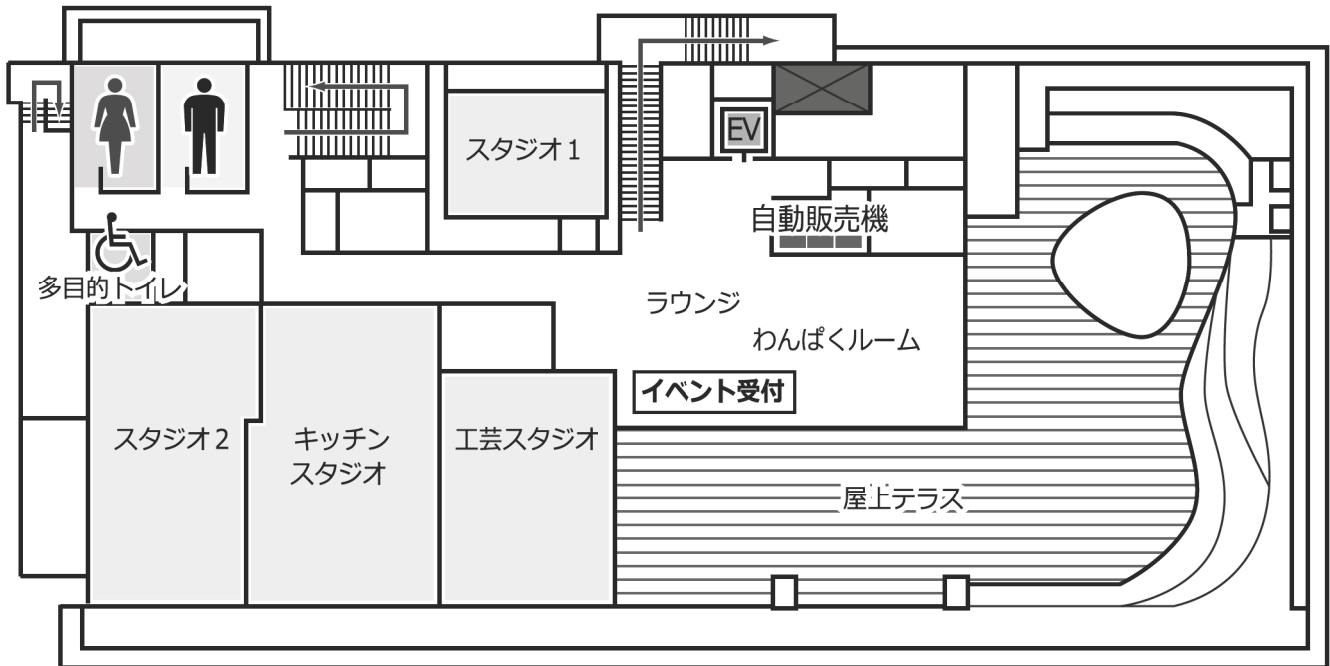 スタジオ1
EV
自動販売機
多目的トイレ
ラウンジ
わんぱくルーム
イベント受付
スタジオ2
キッチン
スタジオ
工芸スタジオ
屋上テラス